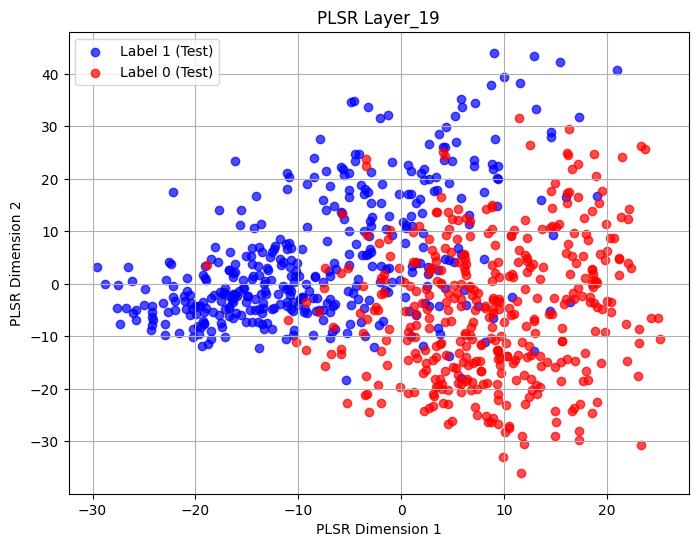 PLSR Layer_19
Label 1 (Test)
Label 0 (Test)
40
30
20
10
0
−10
−20
−30
PLSR Dimension 2
−30
−20
−10
0
10
20
PLSR Dimension 1